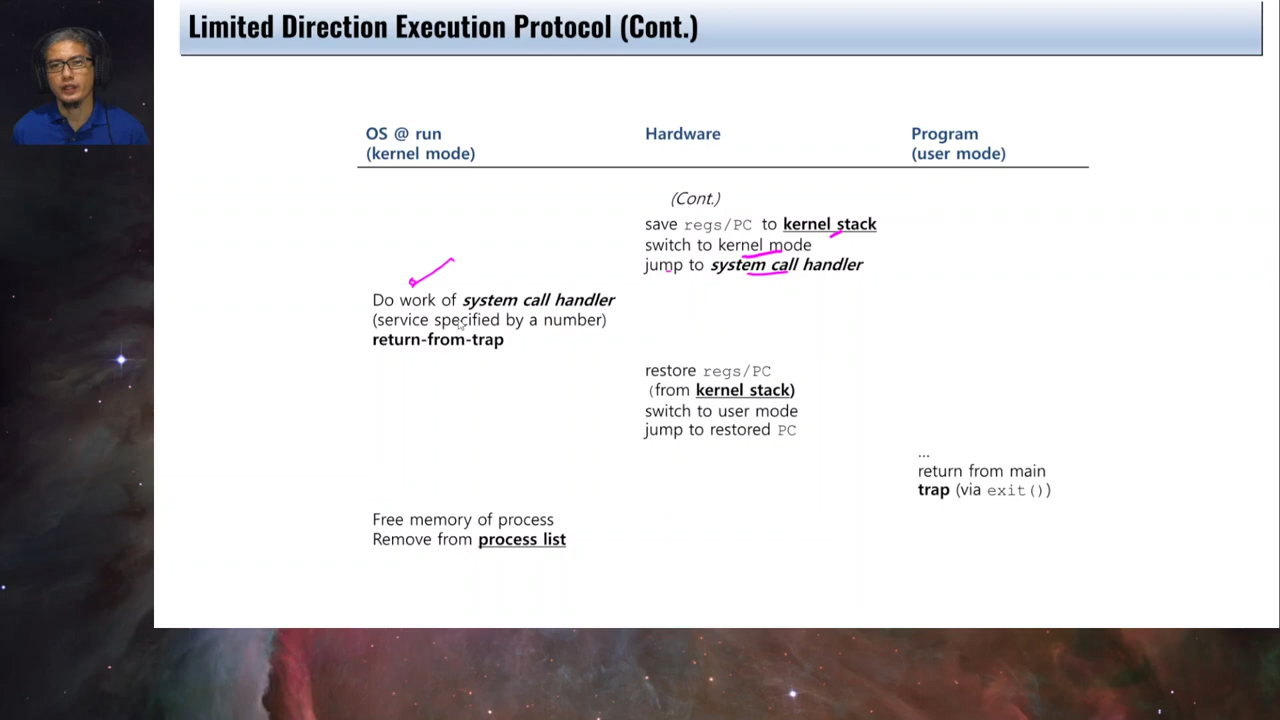 Limited Direction Execution Protocol (Cont.)
OS @ run
(kernel mode)
Hardware
Program
(user mode)
(Cont.)
save regs/PC to kernel stack
switch to kernel mode
jump to system call handler
Do work of system call handler
(service specified by a number)
return-from-trap
restore regs/PC
(from kernel stack)
switch to user mode
jump to restored PC
...
return from main
trap (via exit())
Free memory of process
Remove from process list